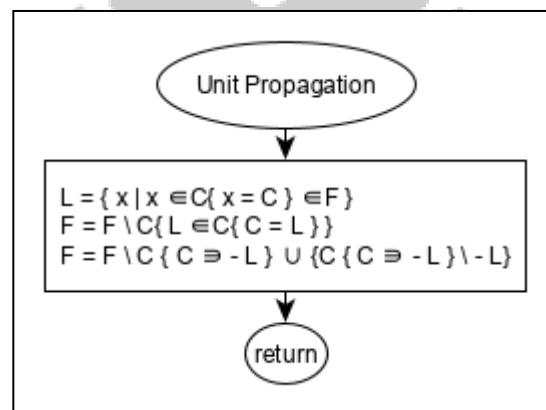 Unit Propagation
L = { x | x ∈ C{ x = C } ∈ F }
F = F \ C{ L ∈ C{ C = L } }
F = F \ C { C ∋ - L } ∪ {C { C ∋ - L } \ - L}
return